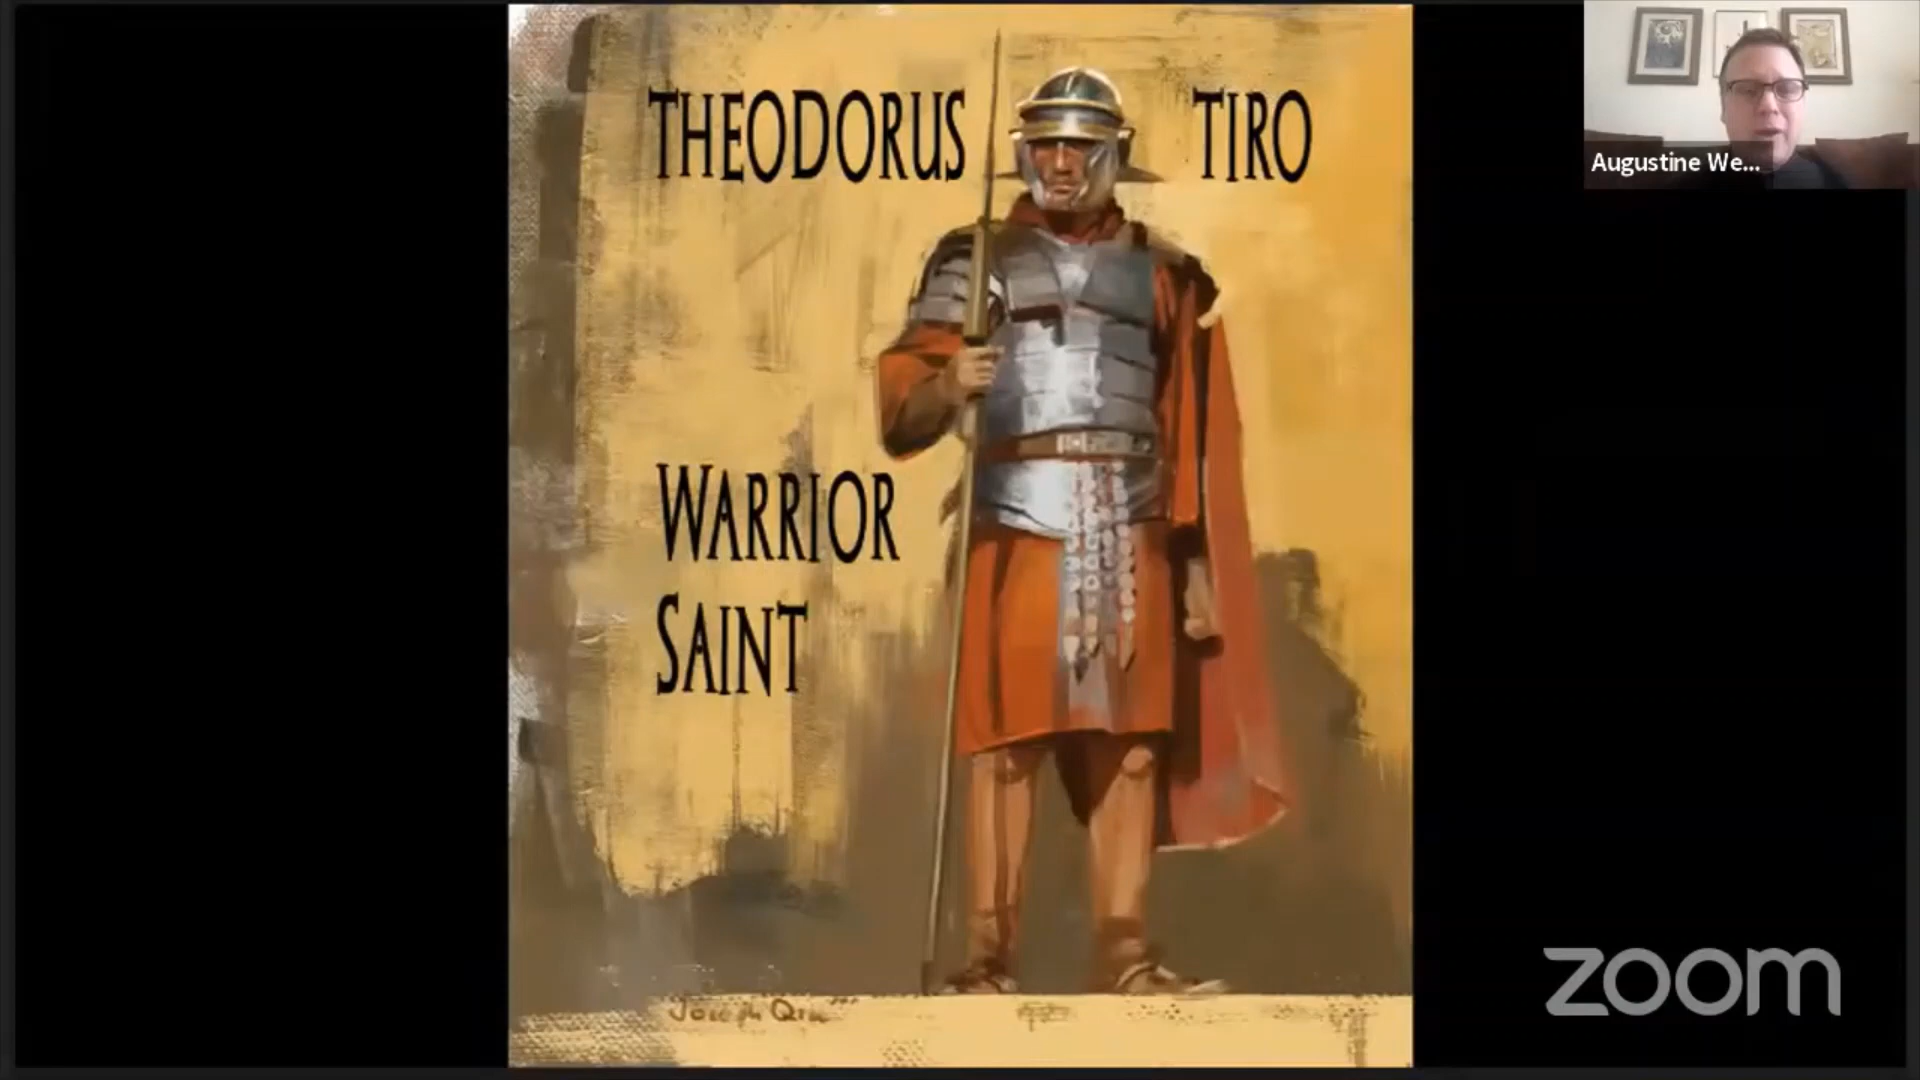 THEODORUS TIRO
WARRIOR
SAINT
Augustine We...
zoom